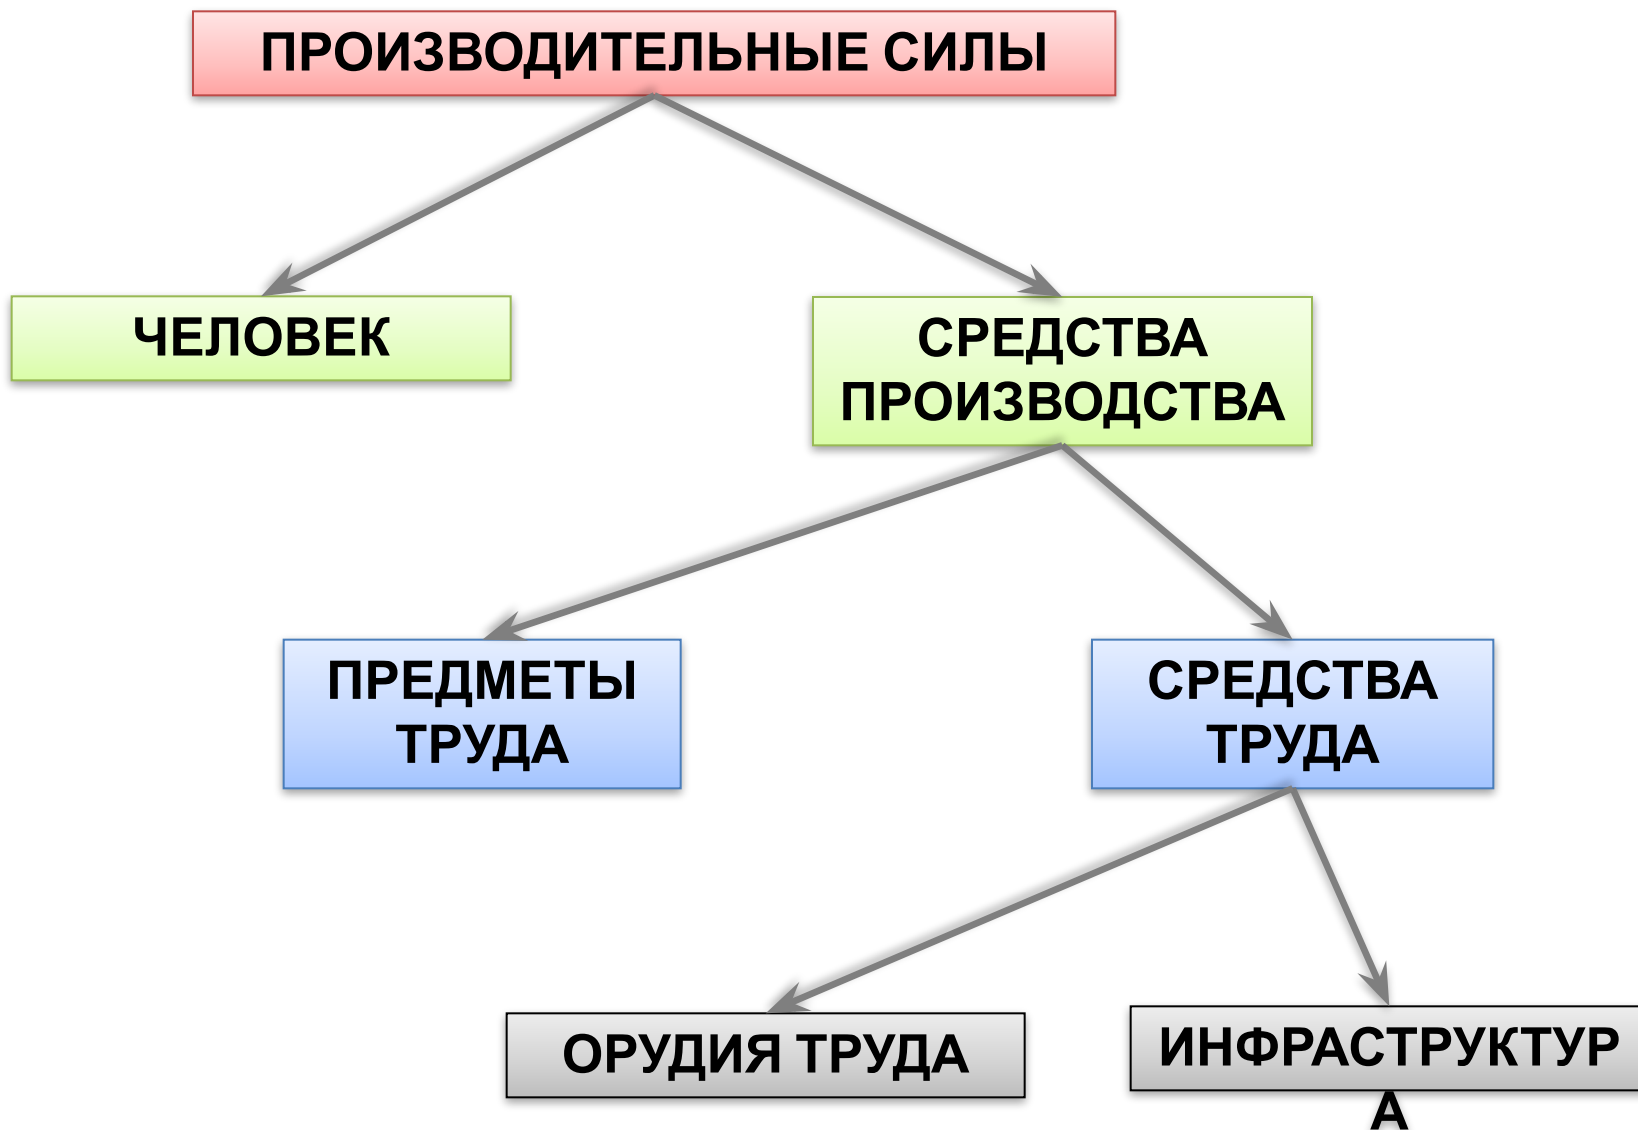 ПРОИЗВОДИТЕЛЬНЫЕ СИЛЫ
ЧЕЛОВЕК
СРЕДСТВА
ПРОИЗВОДСТВА
ПРЕДМЕТЫ
ТРУДА
СРЕДСТВА
ТРУДА
ОРУДИЯ ТРУДА
ИНФРАСТРУКТУР
А